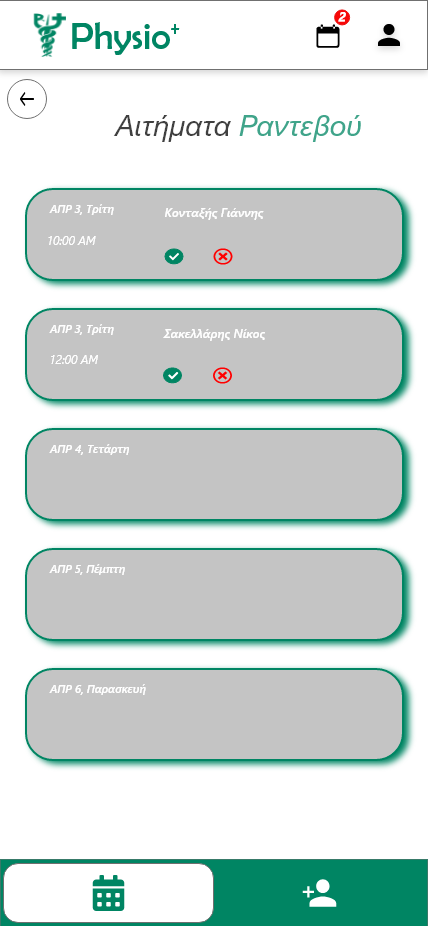 Physio+
2
Αιτήματα Ραντεβού
ΑΠΡ 3, Τρίτη
Κονταξής Γιάννης
10:00 AM
ΑΠΡ 3, Τρίτη
Σακελλάρης Νίκος
12:00 AM
ΑΠΡ 4, Τετάρτη
ΑΠΡ 5, Πέμπτη
ΑΠΡ 6, Παρασκευή